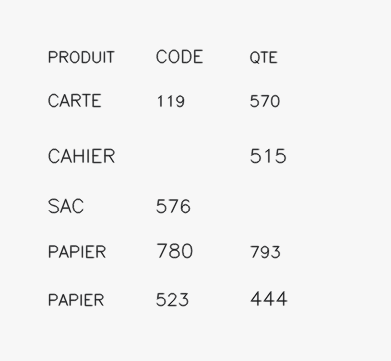 PRODUIT CODE QTE
CARTE 119 570
CAHIER 515
SAC 576
PAPIER 780 793
PAPIER 523 444